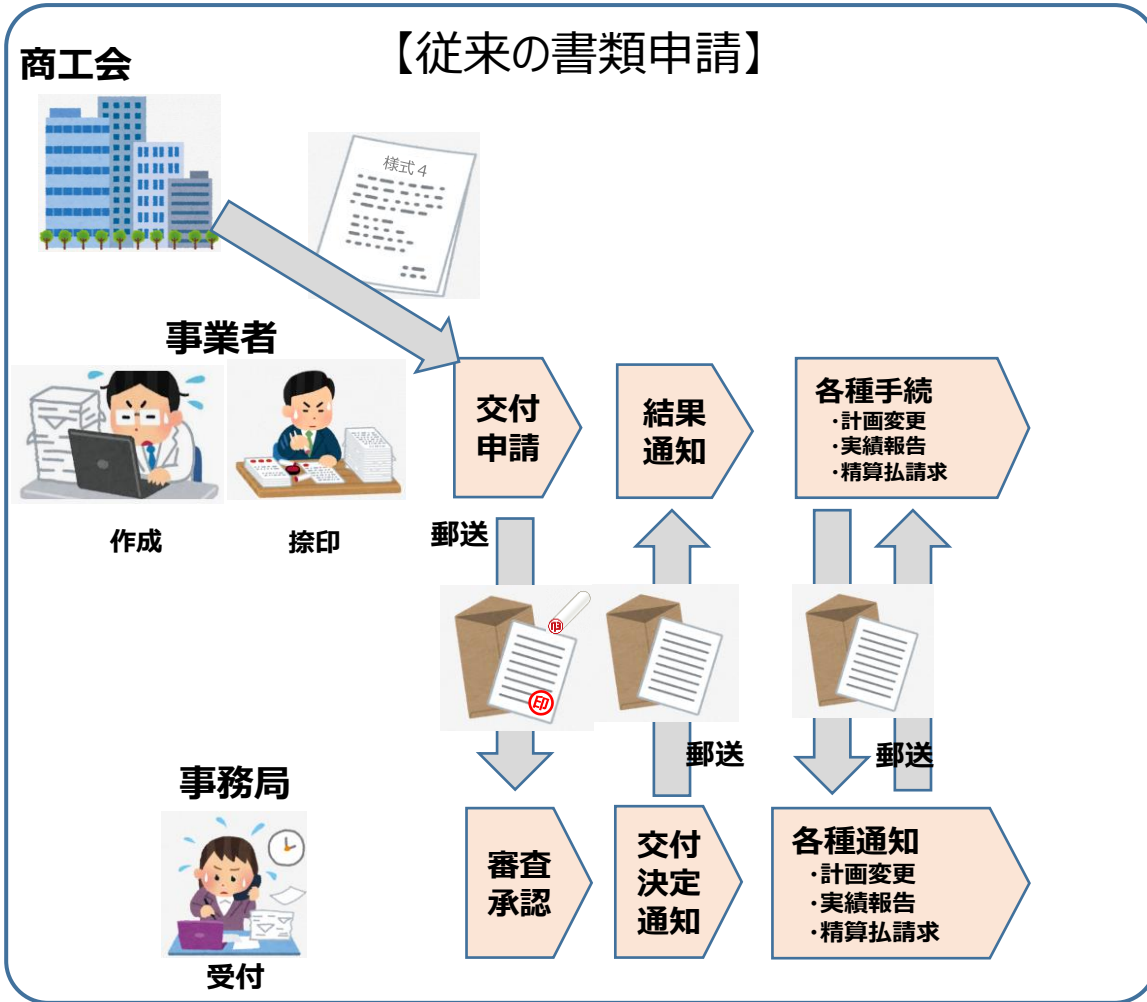 【従来の書類申請】
商工会
様式４
事業者
作成
捺印
交付
申請
結果
通知
各種手続
・計画変更
・実績報告
・精算払請求
郵送
印
印
郵送
郵送
事務局
受付
審査
承認
交付
決定
通知
各種通知
・計画変更
・実績報告
・精算払請求